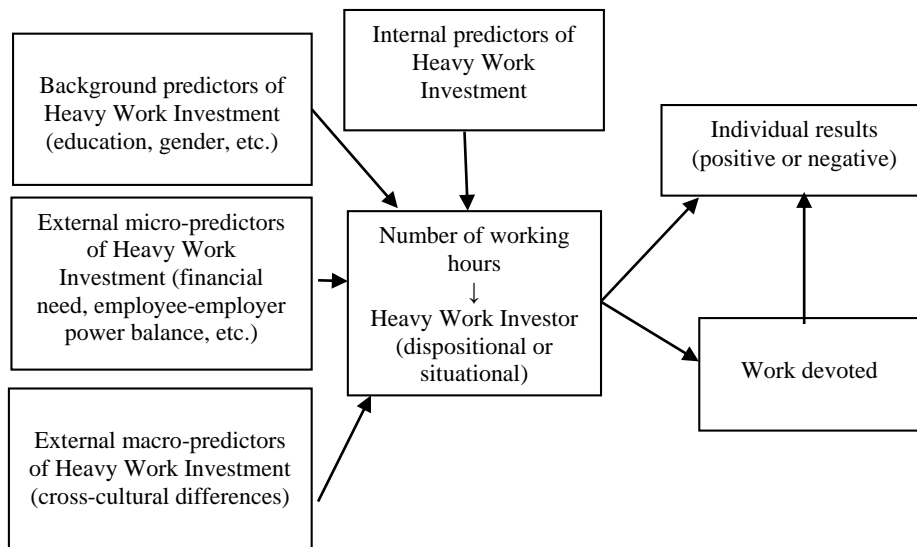 Background predictors of
Heavy Work Investment
(education, gender, etc.)
Internal predictors of
Heavy Work
Investment
Individual results
(positive or negative)
External micro-predictors
of Heavy Work
Investment (financial
need, employee-employer
power balance, etc.)
Number of working
hours
↓
Heavy Work Investor
(dispositional or
situational)
Work devoted
External macro-predictors
of Heavy Work Investment
(cross-cultural differences)